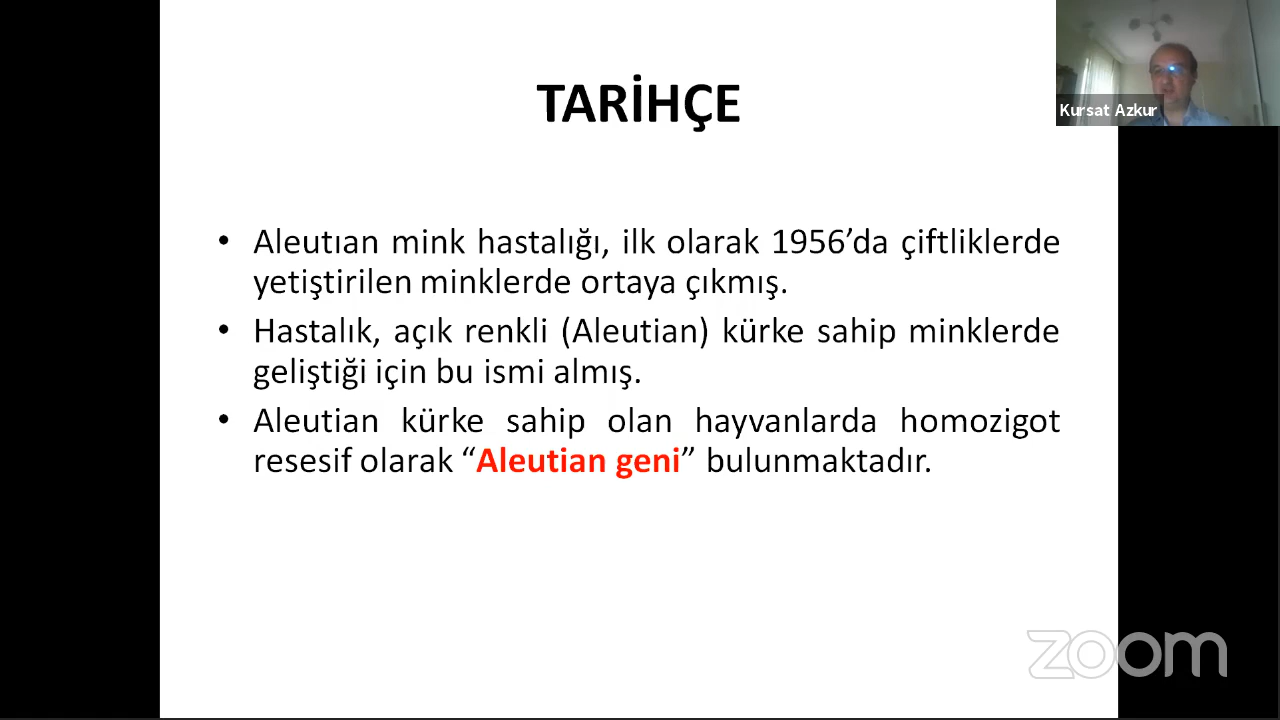 Kursat Azkur
TARİHÇE
• Aleutıan mink hastalığı, ilk olarak 1956’da çiftliklerde
yetiştirilen minklerde ortaya çıkmış.
• Hastalık, açık renkli (Aleutian) kürke sahip minklerde
geliştiği için bu ismi almış.
• Aleutian kürke sahip olan hayvanlarda homozigot
resesif olarak “Aleutian geni” bulunmaktadır.
zoom